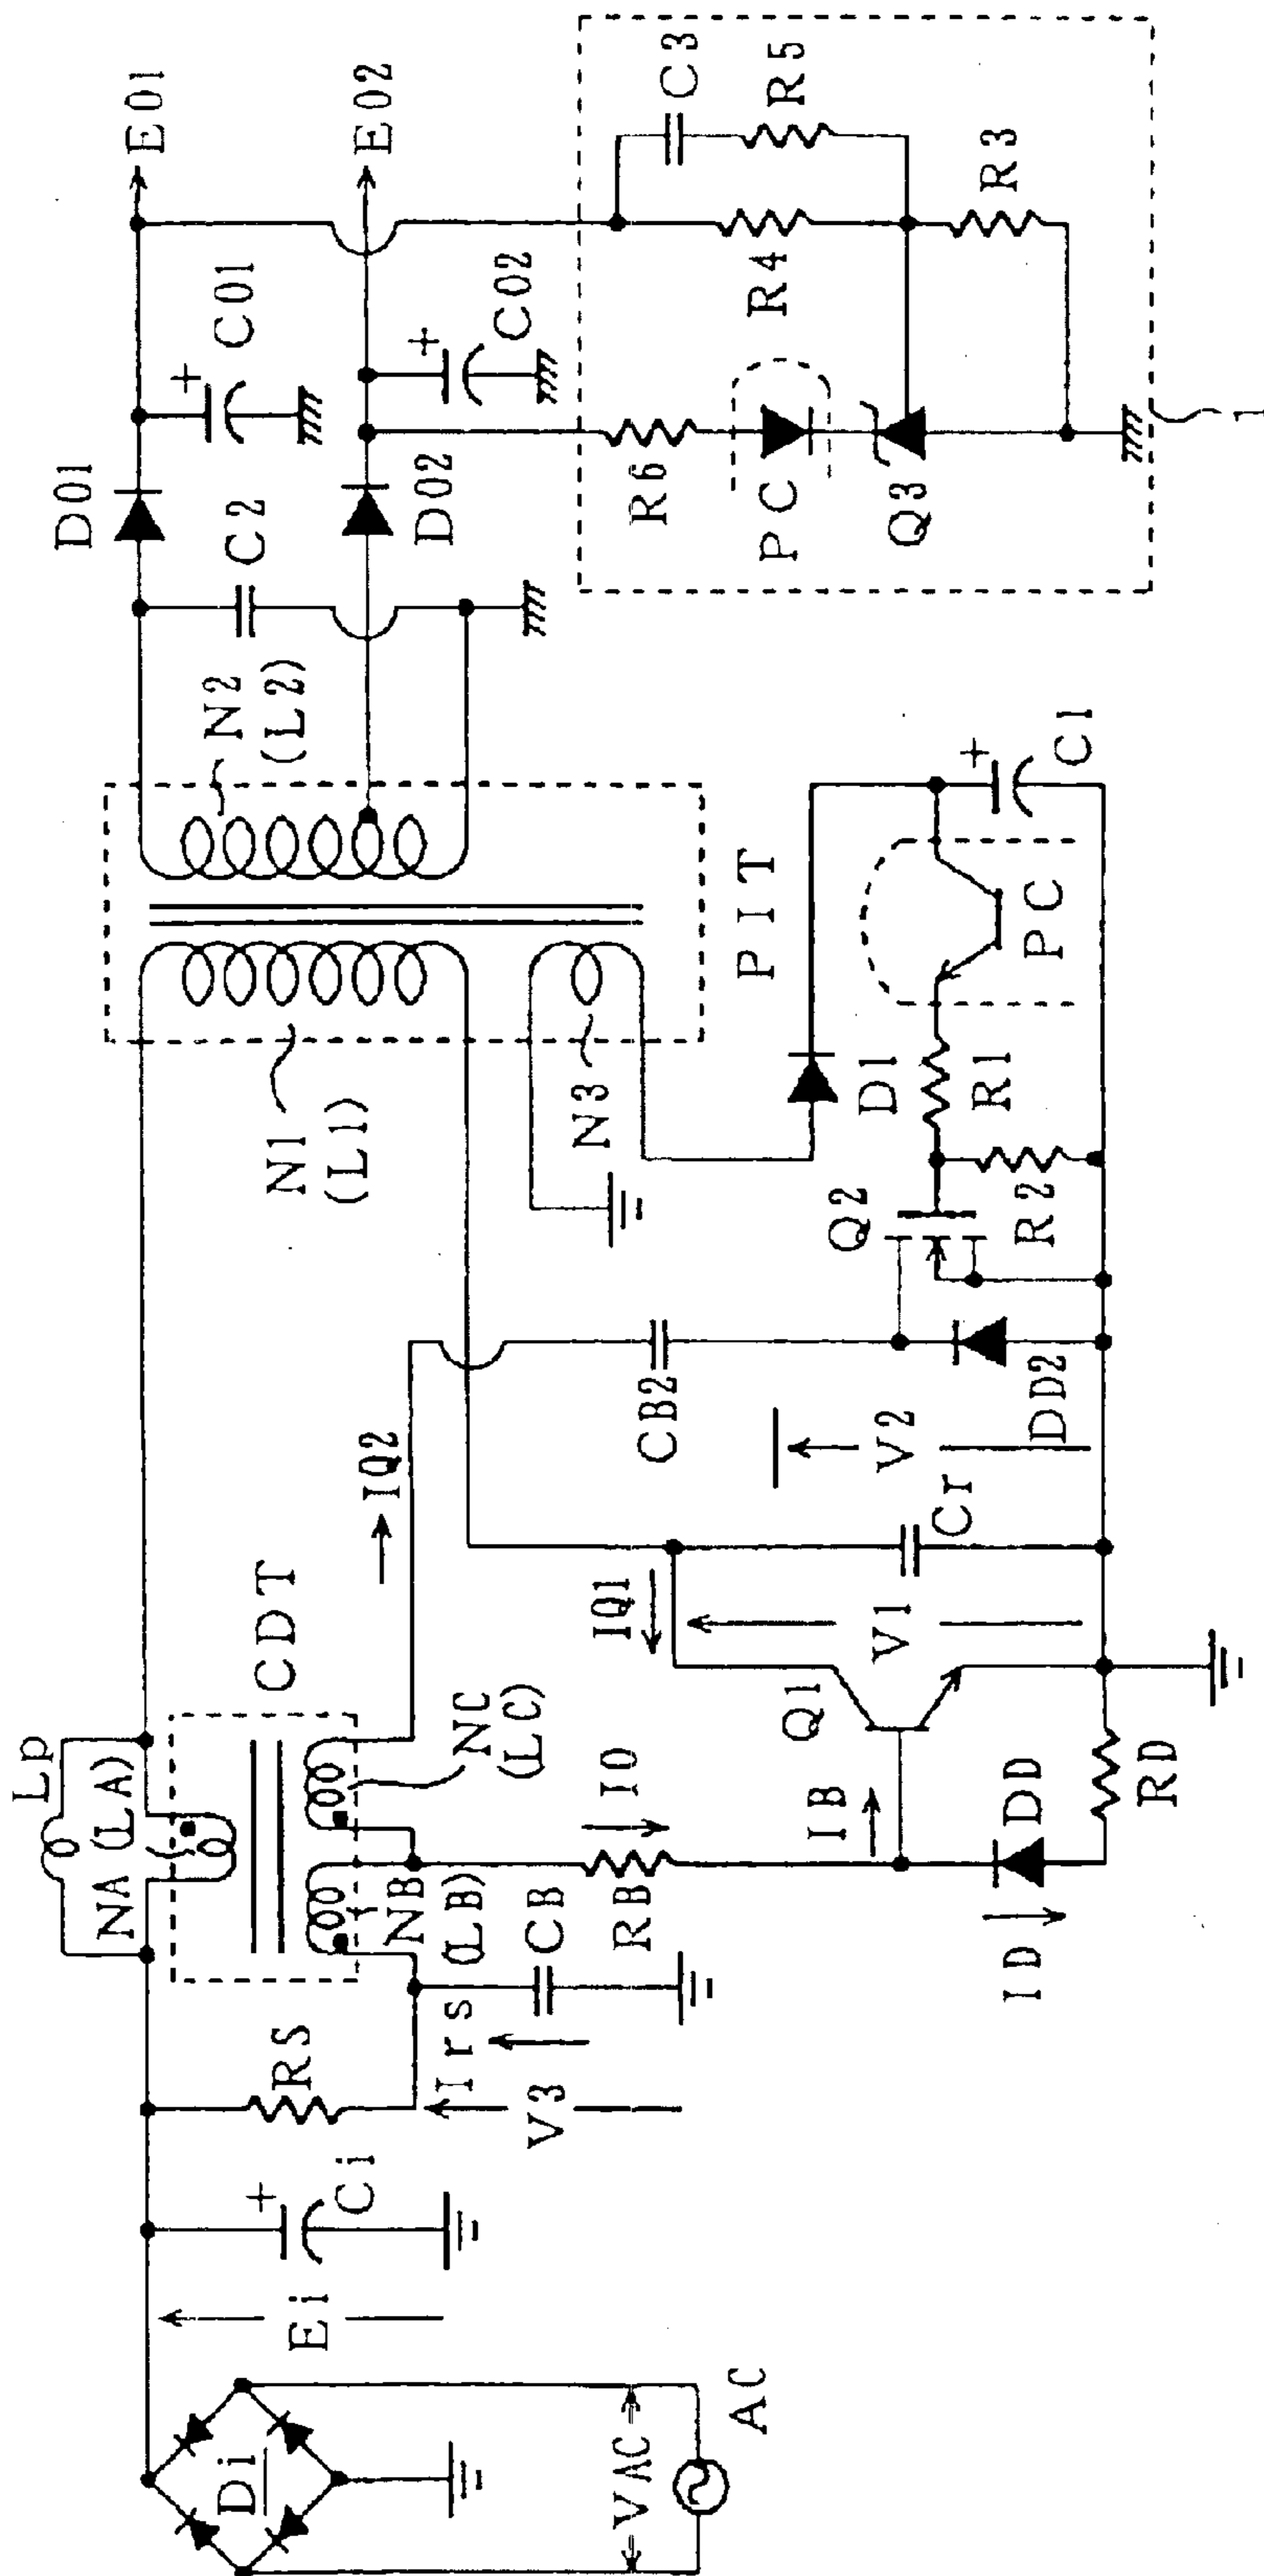 Di
VAC
AC
Ei
Ci
RS
V3
Irs
Lp
NA (LA)
CDT
NB
(LB)
NC
(LC)
CB
RB
IO
IB
ID
DD
RD
Q1
IQ1
V1
Cr
IQ2
V2
CB2
DD2
Q2
R2
R1
D1
PC
C1
PIT
N1
(L1)
N3
N2
(L2)
C2
D01
D02
C01
C02
E01
E02
R6
PC
Q3
R4
C3
R5
R3
1